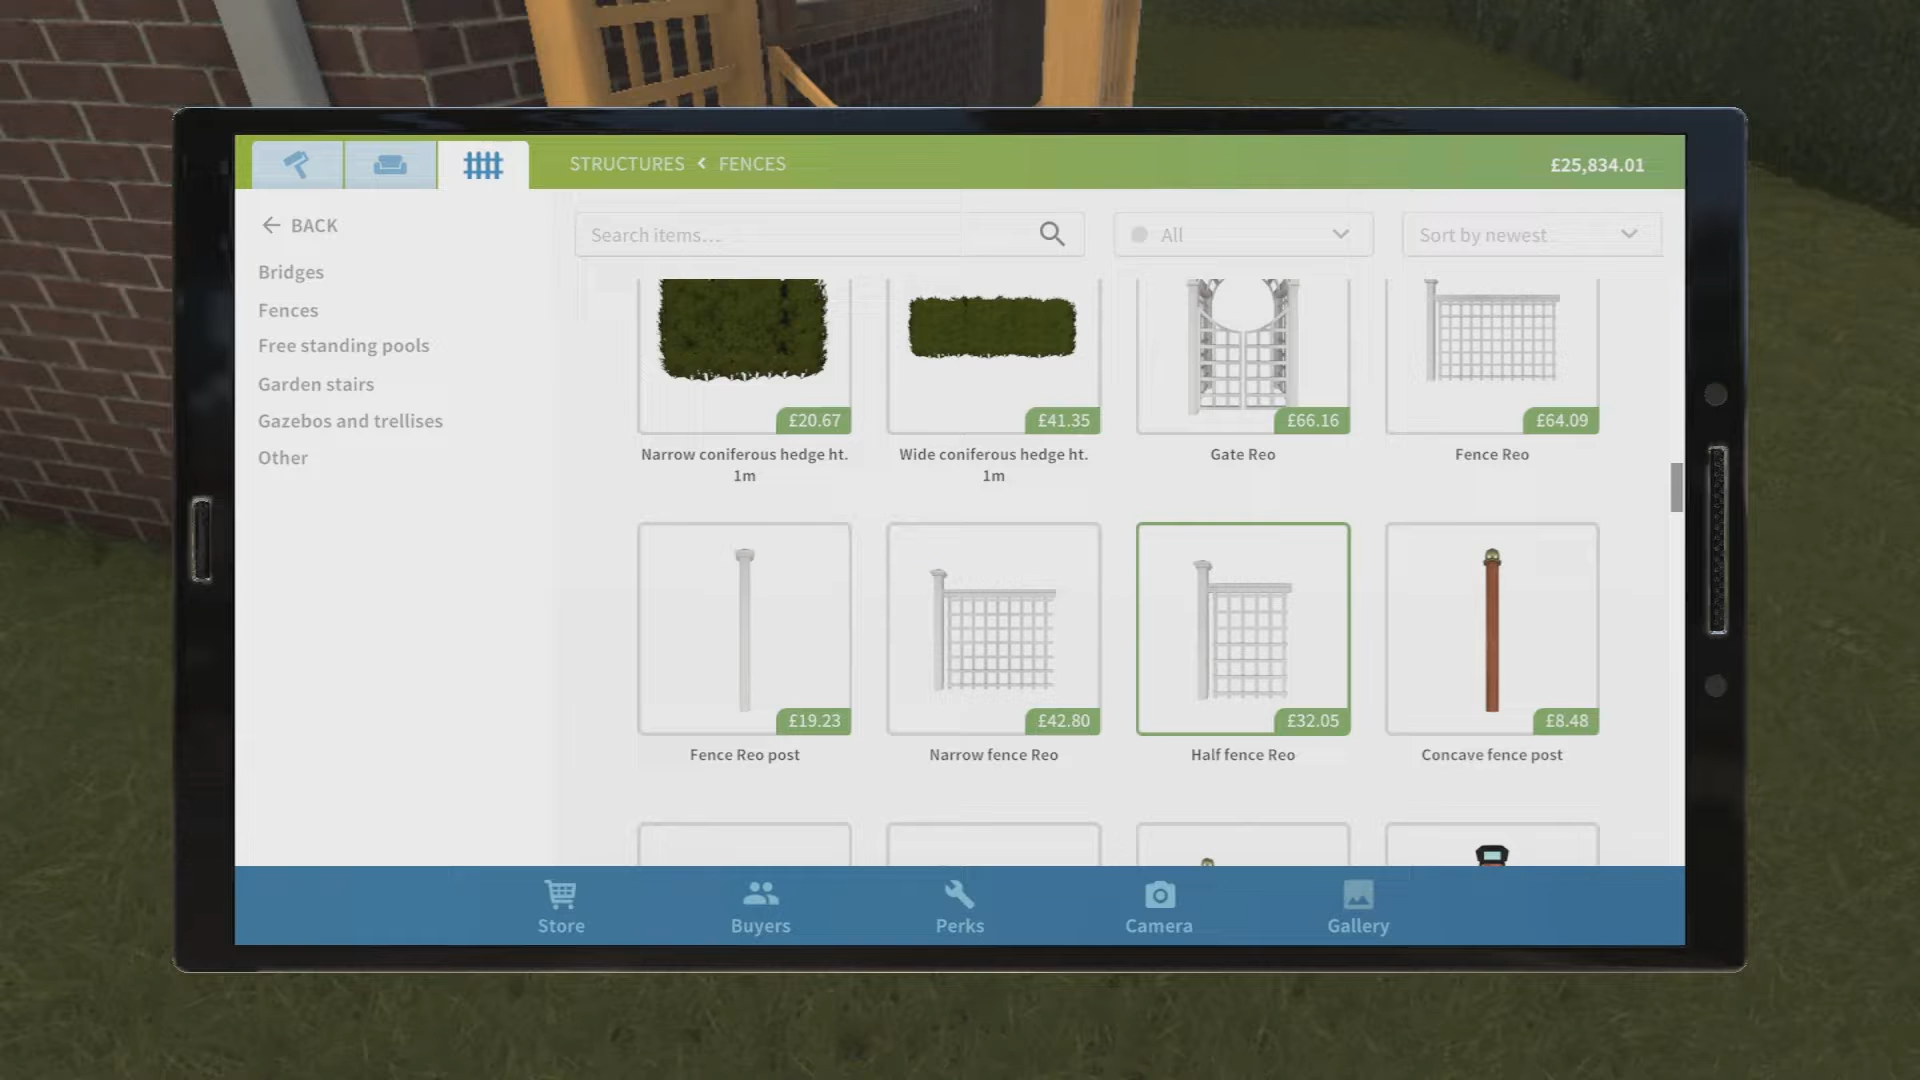 STRUCTURES < FENCES
£25,834.01
BACK
Search items...
All
Sort by newest
Bridges
Fences
Free standing pools
Garden stairs
Gazebos and trellises
Other
£20.67
£41.35
£66.16
£64.09
Narrow coniferous hedge ht.
1m
Wide coniferous hedge ht.
1m
Gate Reo
Fence Reo
£19.23
£42.80
£32.05
£8.48
Fence Reo post
Narrow fence Reo
Half fence Reo
Concave fence post
Store
Buyers
Perks
Camera
Gallery